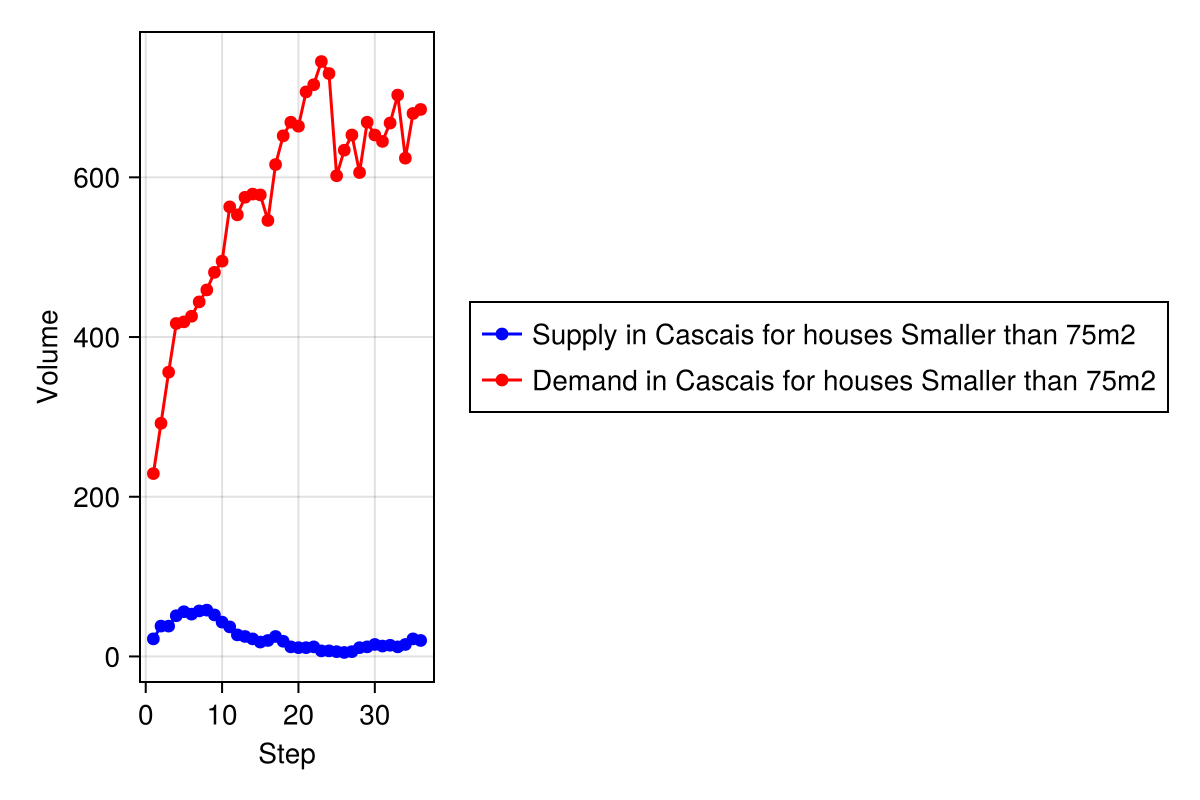 Volume
600
400
200
0
0 10 20 30
Step
Supply in Cascais for houses Smaller than 75m2
Demand in Cascais for houses Smaller than 75m2